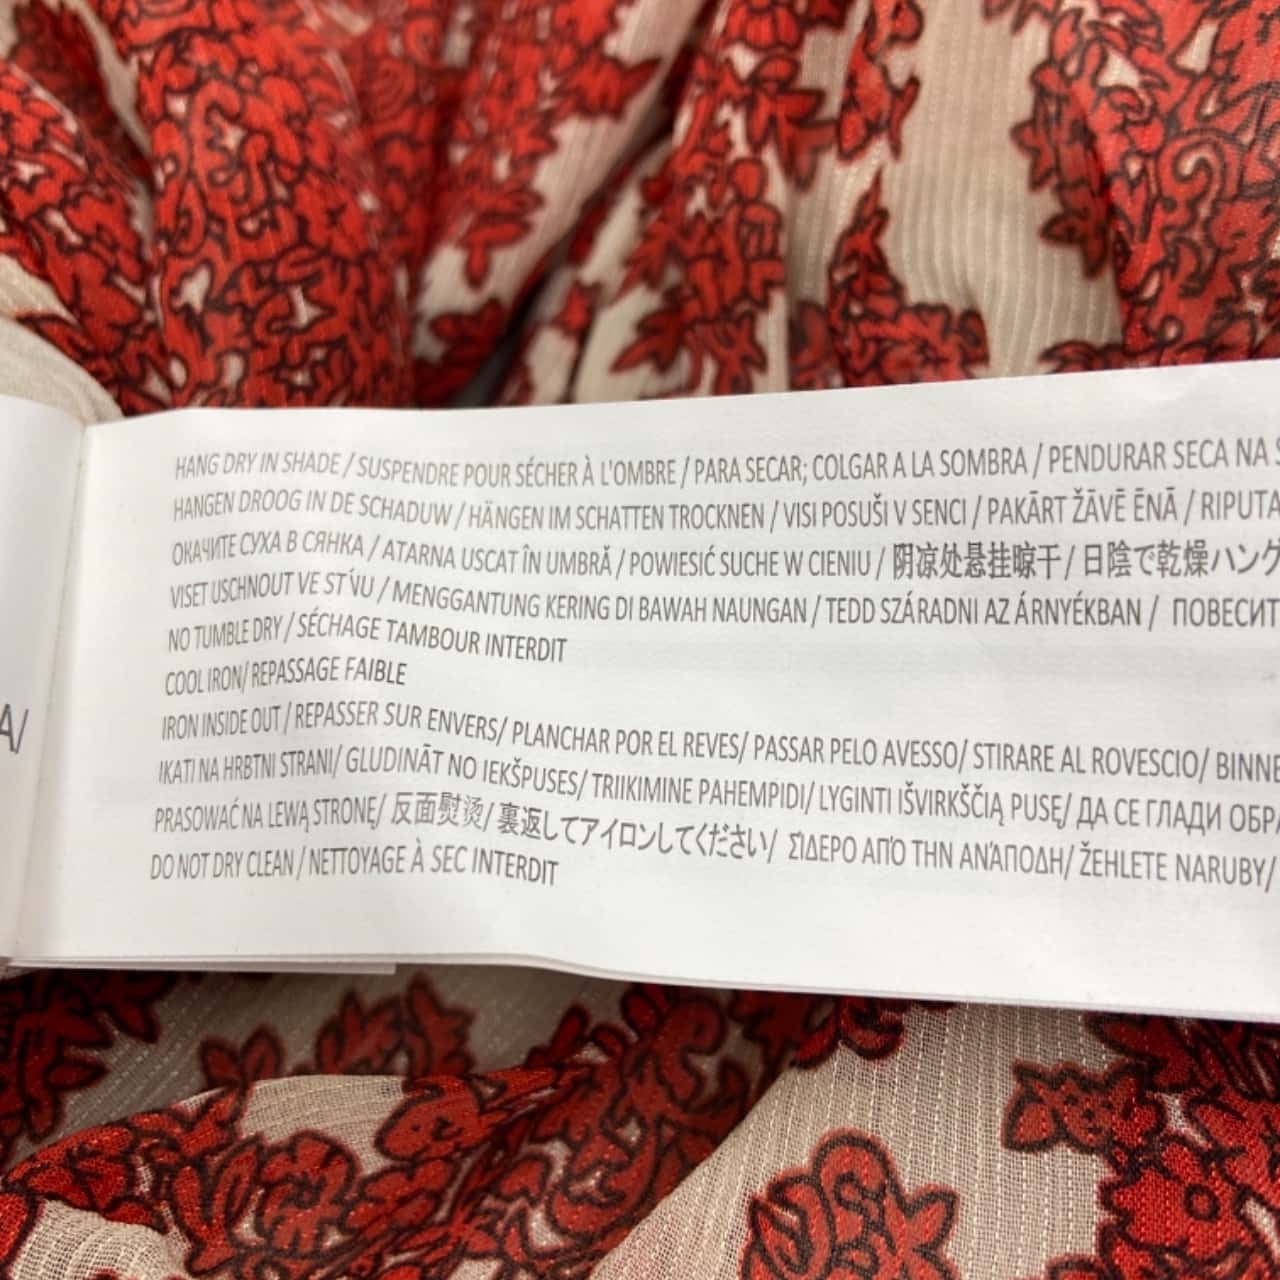 HANG DRY IN SHADE / SUSPENDRE POUR SÉCHER À L'OMBRE / PARA SECAR; COLGAR A LA SOMBRA / PENDURAR SECA NA S
HANGEN DROOG IN DE SCHADUW / HÄNGEN IM SCHATTEN TROCKNEN / VISI POSUŠI V SENCI / PAKĀRT ŽĀVĒ ĒNĀ / RIPUTA
ОКАЧИТЕ СУХА В СЯНКА / ATARNA USCAT ÎN UMBRĂ / POWIESIĆ SUCHE W CIENIU / 阴凉处悬挂晾干 / 日陰で乾燥ハング
VISET USCHNOUT VE STÍNU / MENGGANTUNG KERING DI BAWAH NAUNGAN / TEDD SZÁRADNI AZ ÁRNYÉKBAN / ПОВЕСИТ
NO TUMBLE DRY / SÉCHAGE TAMBOUR INTERDIT
COOL IRON/ REPASSAGE FAIBLE
IRON INSIDE OUT / REPASSER SUR ENVERS/ PLANCHAR POR EL REVES/ PASSAR PELO AVESSO/ STIRARE AL ROVESCIO/ BINNE
IKATI NA HRBTNI STRANI/ GLUDINĀT NO IEKŠPUSES/ TRIIKIMINE PAHEMPIDI/ LYGINTI IŠVIRKŠČIĄ PUSĘ/ ДА СЕ ГЛАДИ ОБРА
PRASOWAĆ NA LEWĄ STRONĘ/ 反面熨烫/ 裏返してアイロンしてください/ ΣΊΔΕΡΟ ΑΠΌ ΤΗΝ ΑΝΆΠΟΔΗ/ ŽEHLETE NARUBY/
DO NOT DRY CLEAN / NETTOYAGE À SEC INTERDIT
A/